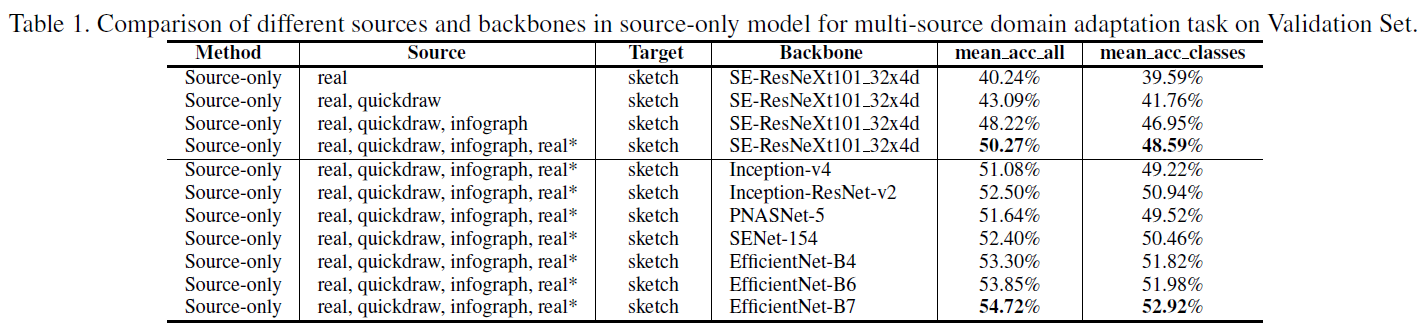 Table 1. Comparison of different sources and backbones in source-only model for multi-source domain adaptation task on Validation Set.
Method Source Target Backbone mean_acc_all mean_acc_classes
Source-only real sketch SE-ResNeXt101_32x4d 40.24% 39.59%
Source-only real, quickdraw sketch SE-ResNeXt101_32x4d 43.09% 41.76%
Source-only real, quickdraw, infograph sketch SE-ResNeXt101_32x4d 48.22% 46.95%
Source-only real, quickdraw, infograph, real* sketch SE-ResNeXt101_32x4d 50.27% 48.59%
Source-only real, quickdraw, infograph, real* sketch Inception-v4 51.08% 49.22%
Source-only real, quickdraw, infograph, real* sketch Inception-ResNet-v2 52.50% 50.94%
Source-only real, quickdraw, infograph, real* sketch PNASNet-5 51.64% 49.52%
Source-only real, quickdraw, infograph, real* sketch SENet-154 52.40% 50.46%
Source-only real, quickdraw, infograph, real* sketch EfficientNet-B4 53.30% 51.82%
Source-only real, quickdraw, infograph, real* sketch EfficientNet-B6 53.85% 51.98%
Source-only real, quickdraw, infograph, real* sketch EfficientNet-B7 54.72% 52.92%